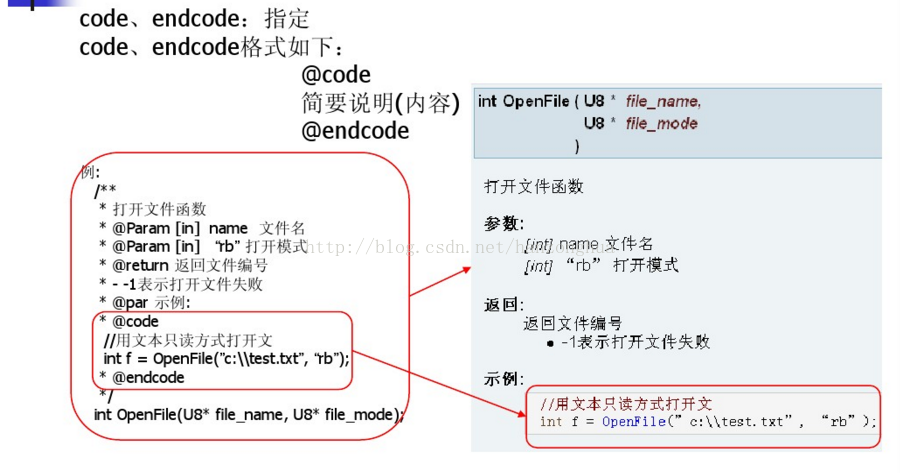 code、endcode：指定
code、endcode格式如下：
@code
简要说明(内容)
@endcode
例:
/**
* 打开文件函数
* @Param [in] name 文件名
* @Param [in] “rb” 打开模式
* @return 返回文件编号
* - -1表示打开文件失败
* @par 示例:
* @code
//用文本只读方式打开文
int f = OpenFile("c:\\test.txt", "rb");
* @endcode
*/
int OpenFile(U8* file_name, U8* file_mode);
int OpenFile ( U8 * file_name,
U8 * file_mode
)
打开文件函数
参数:
[int] name 文件名
[int] “rb” 打开模式
返回:
返回文件编号
● -1表示打开文件失败
示例:
//用文本只读方式打开文
int f = OpenFile(” c:\\test.txt” , “rb” );